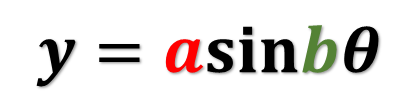 y = asinbθ